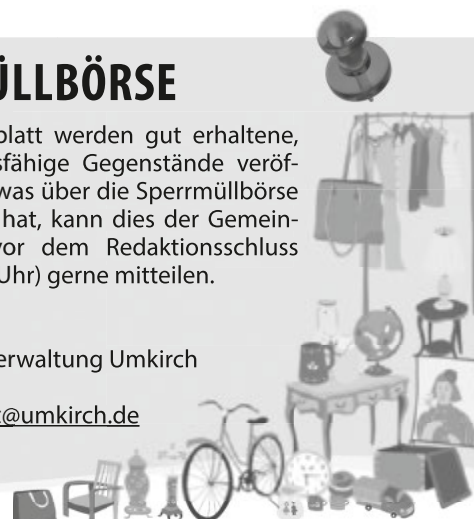 ÜLLBÖRSE
platt werden gut erhaltene,
sfähige Gegenstände veröf-
was über die Sperrmüllbörse
hat, kann dies der Gemein-
vor dem Redaktionsschluss
Uhr) gerne mitteilen.
erwaltung Umkirch
t@umkirch.de